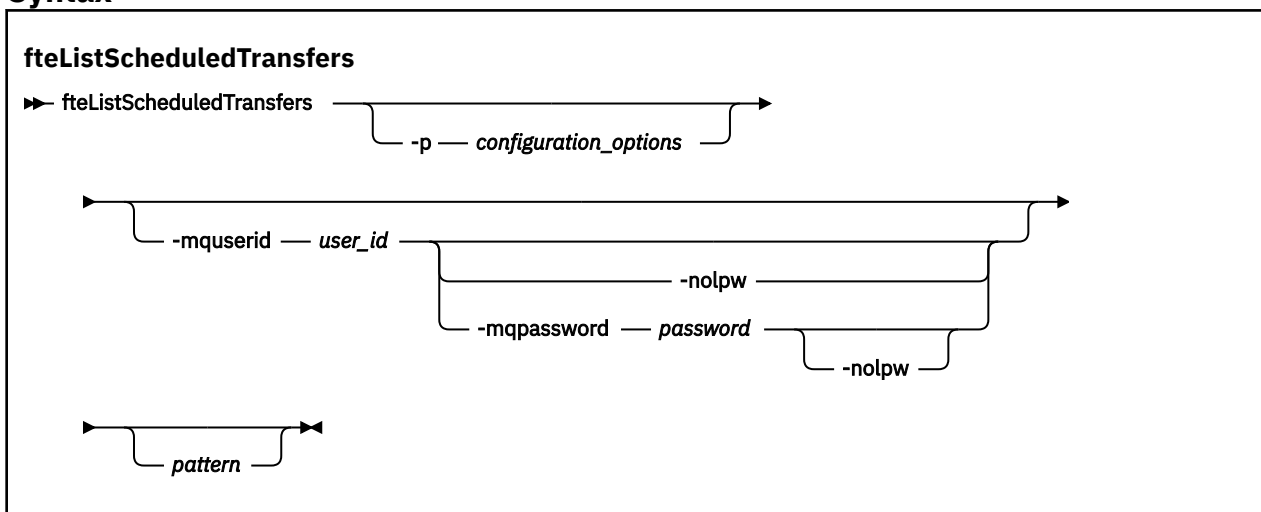 Syntax
fteListScheduledTransfers
fteListScheduledTransfers
-p configuration_options
-mquserid user_id
-nolpw
-mqpassword password
-nolpw
pattern